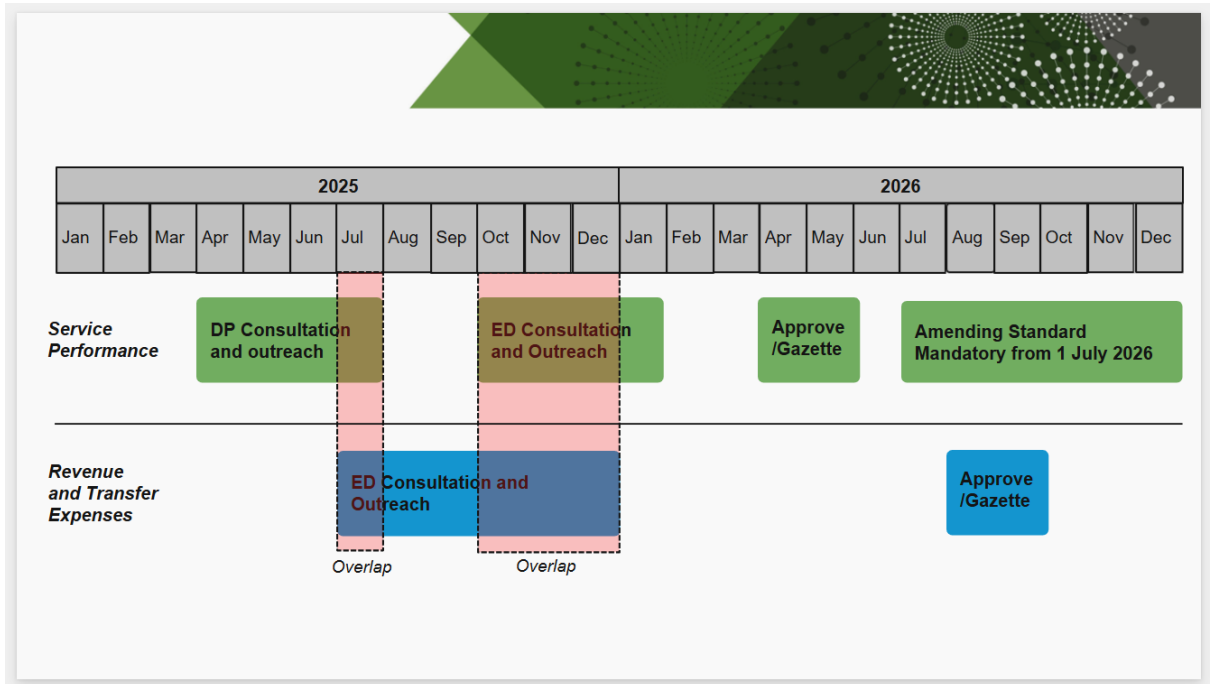 2025 2026
Jan Feb Mar Apr May Jun Jul Aug Sep Oct Nov Dec Jan Feb Mar Apr May Jun Jul Aug Sep Oct Nov Dec
Service
Performance
DP Consultation
and outreach
ED Consultation
and Outreach
Approve
/Gazette
Amending Standard
Mandatory from 1 July 2026
Revenue
and Transfer
Expenses
ED Consultation and
Outreach
Approve
/Gazette
Overlap
Overlap